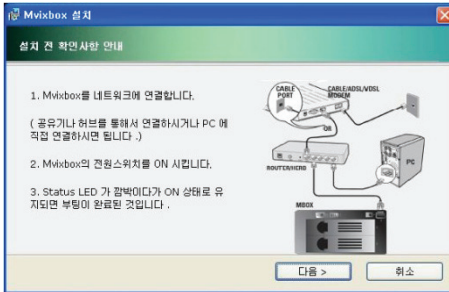 Mvixbox 설치
설치 전 확인사항 안내
1. Mvixbox를 네트워크에 연결합니다.
( 공유기나 허브를 통해서 연결하시거나 PC 에
직접 연결하시면 됩니다 .)
2. Mvixbox의 전원스위치를 ON 시킵니다.
3. Status LED 가 깜박이다가 ON 상태로 유
지되면 부팅이 완료된 것입니다 .
CABLE
PORT
CABLE/ADSL/VDSL
MODEM
OR
PC
ROUTER/HERB
MBOX
다음 >
취소